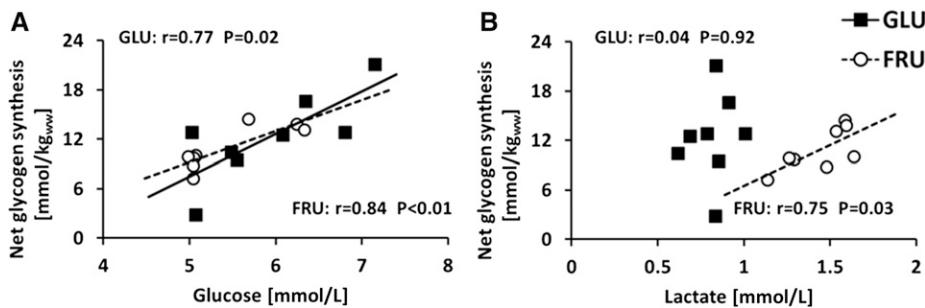 A
GLU: r=0.77 P=0.02
24
18
12
6
0
Net glycogen synthesis
[mmol/kgww]
FRU: r=0.84 P<0.01
4
5
6
7
8
Glucose [mmol/L]
B
GLU: r=0.04 P=0.92
GLU
FRU
24
18
12
6
0
Net glycogen synthesis
[mmol/kgww]
FRU: r=0.75 P=0.03
0
0.5
1
1.5
2
Lactate [mmol/L]